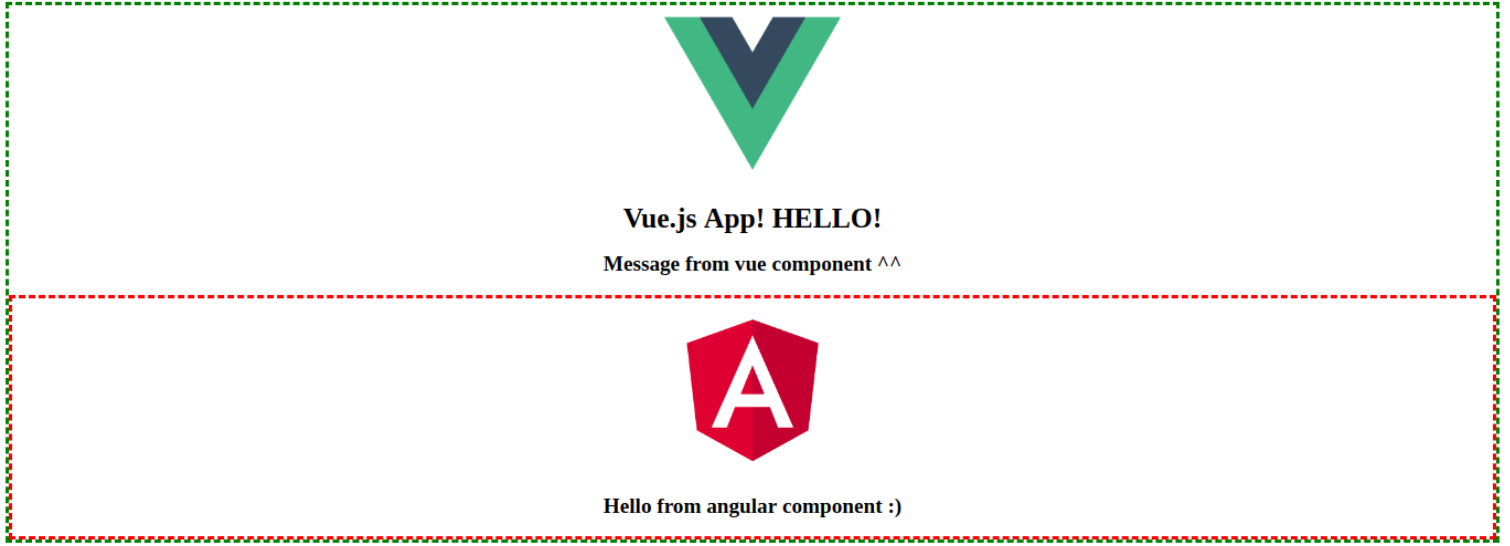 Vue.js App! HELLO!
Message from vue component ^^
A
Hello from angular component :)